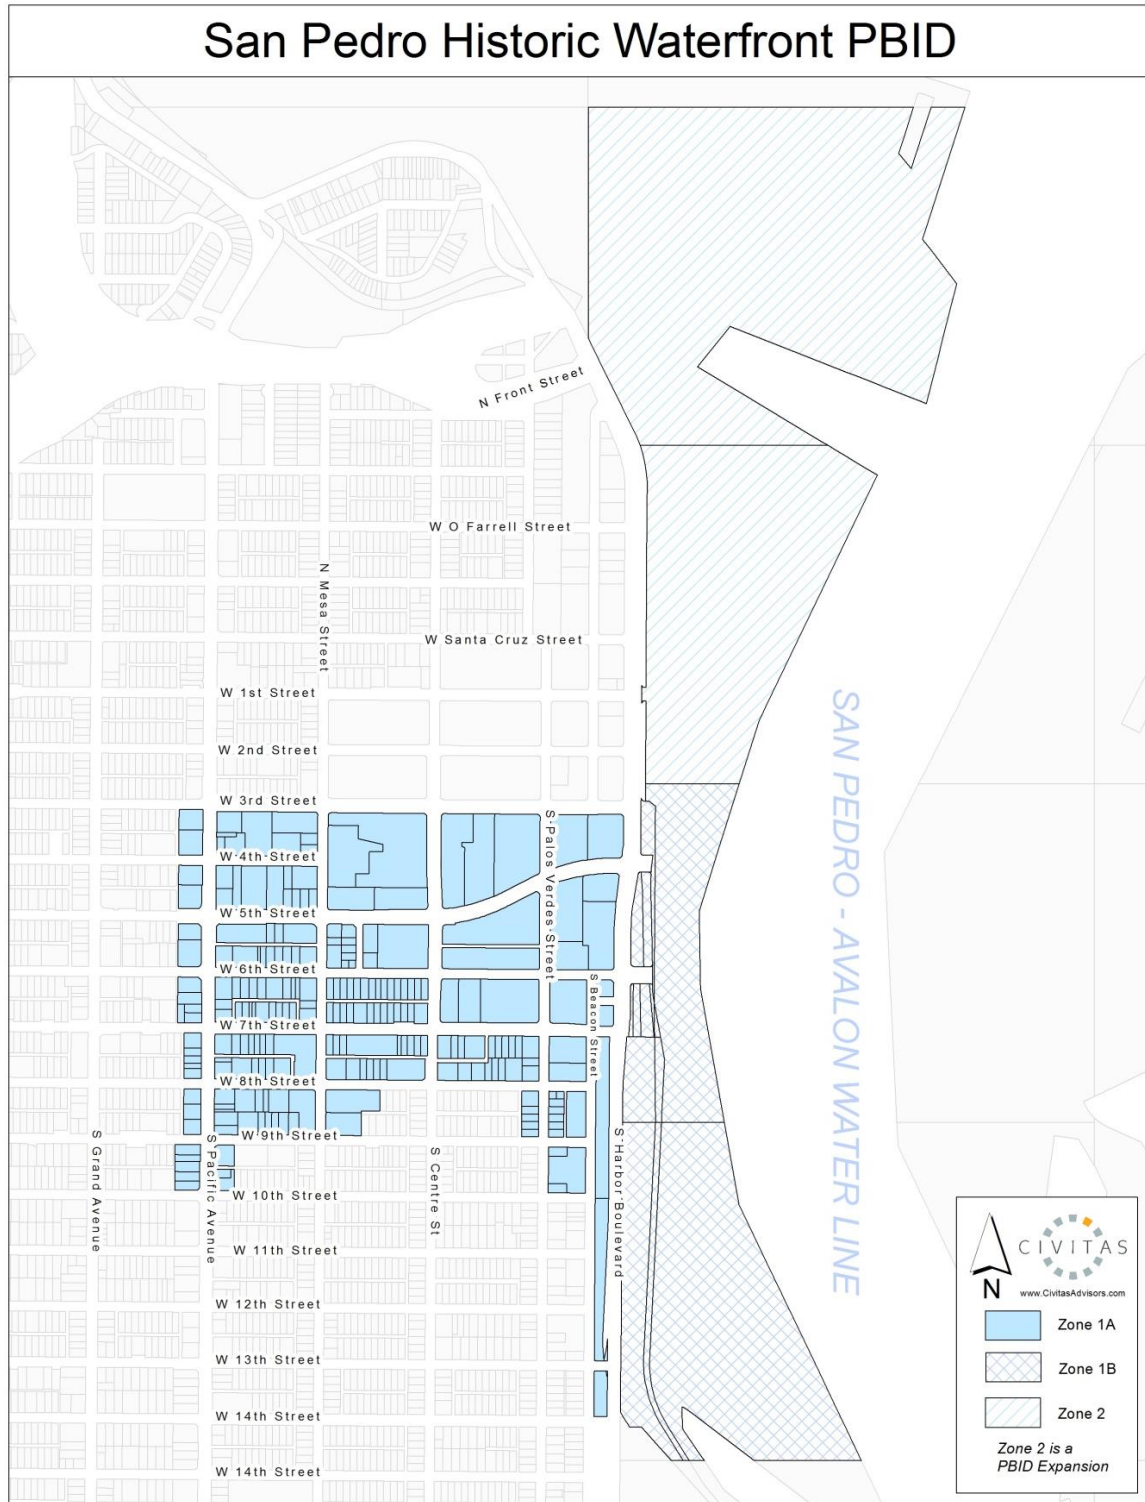 San Pedro Historic Waterfront PBID
N Front Street
W O Farrell Street
N Mesa Street
W Santa Cruz Street
W 1st Street
W 2nd Street
W 3rd Street
W 4th Street
W 5th Street
W 6th Street
W 7th Street
W 8th Street
W 9th Street
W 10th Street
W 11th Street
W 12th Street
W 13th Street
W 14th Street
W 14th Street
S Grand Avenue
S Pacific Avenue
S Centre St
S Palos Verdes Street
S Beacon Street
S Harbor Boulevard
SAN PEDRO - AVALON WATER LINE
CIVITAS
N
www.CivitasAdvisors.com
Zone 1A
Zone 1B
Zone 2
Zone 2 is a
PBID Expansion